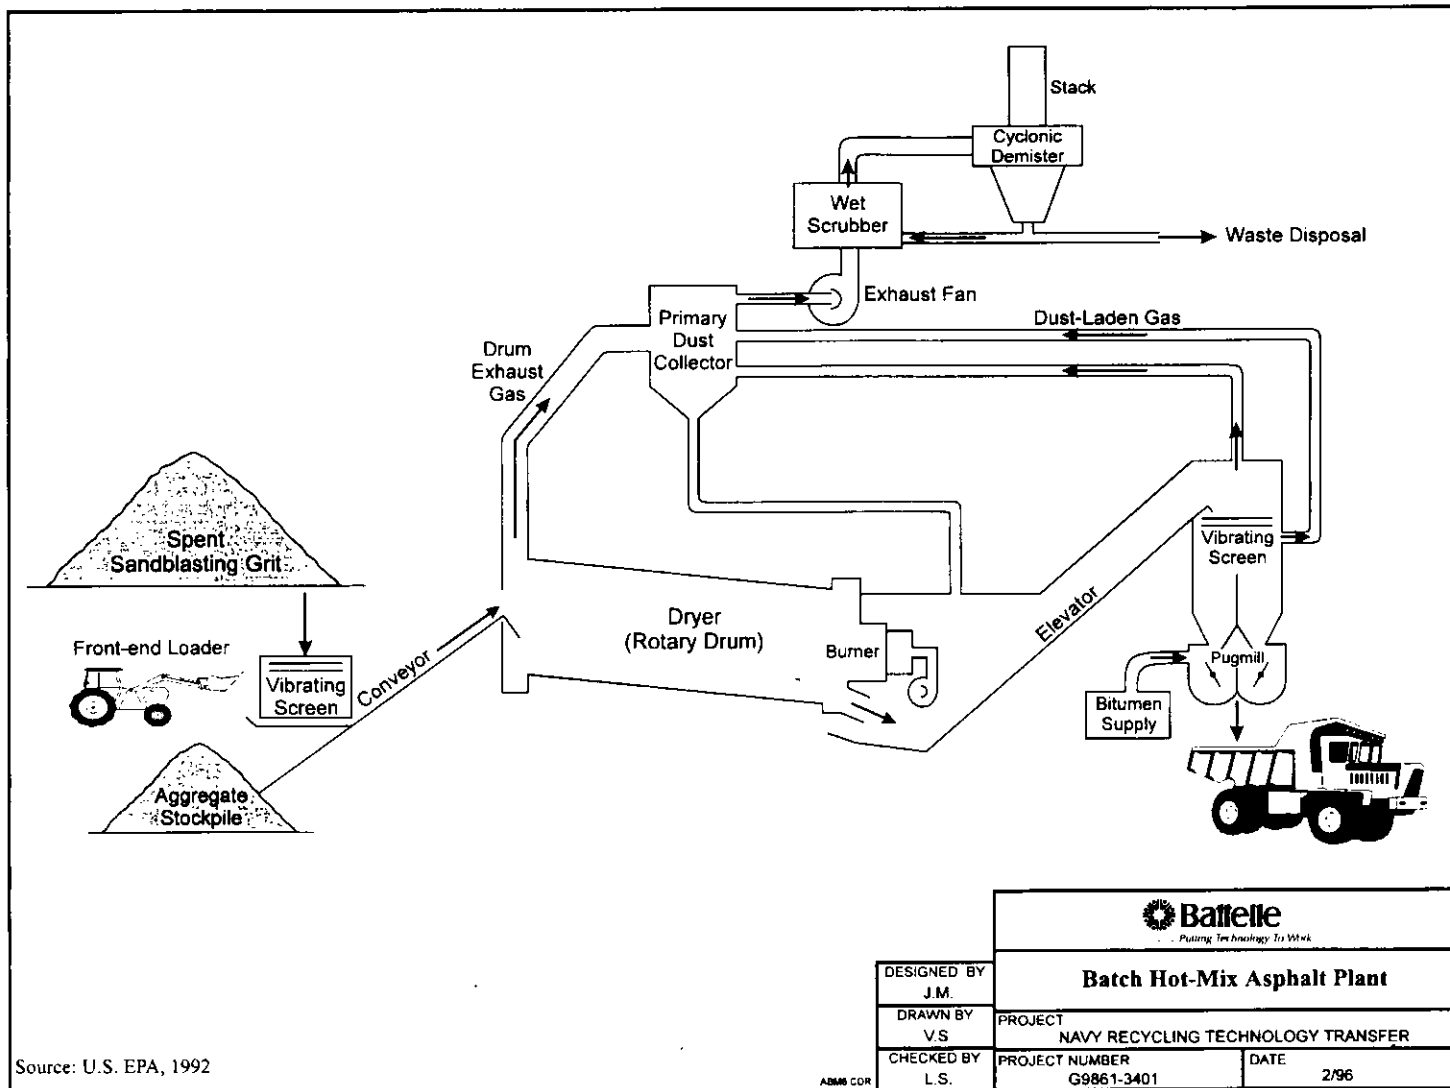 Stack
Cyclonic
Demister
Wet
Scrubber
Waste Disposal
Exhaust Fan
Primary
Dust
Collector
Dust-Laden Gas
Drum
Exhaust
Gas
Spent
Sandblasting Grit
Vibrating
Screen
Elevator
Dryer
(Rotary Drum)
Burner
Front-end Loader
Vibrating
Screen
Conveyor
Pugmill
Bitumen
Supply
Aggregate
Stockpile
Battelle
. . . Putting Technology To Work
DESIGNED BY
J.M.
Batch Hot-Mix Asphalt Plant
DRAWN BY
V.S
PROJECT
NAVY RECYCLING TECHNOLOGY TRANSFER
CHECKED BY
L.S.
PROJECT NUMBER
G9861-3401
DATE
2/96
Source: U.S. EPA, 1992
ABM6 CDR